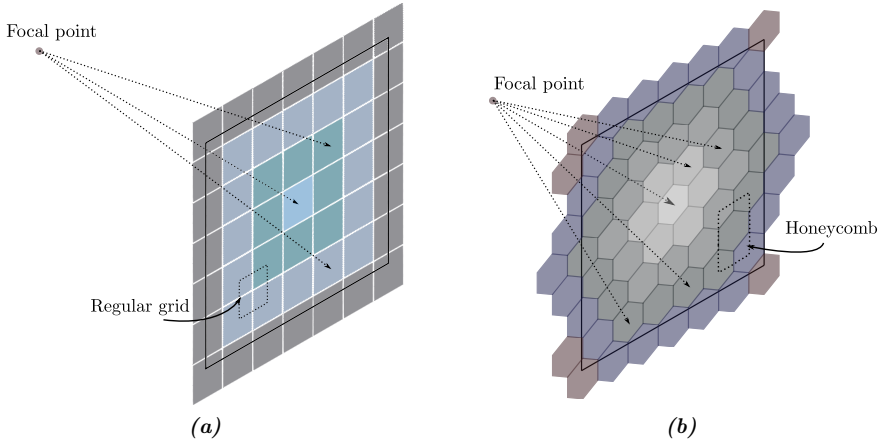 Focal point
Regular grid
(a)
Focal point
Honeycomb
(b)